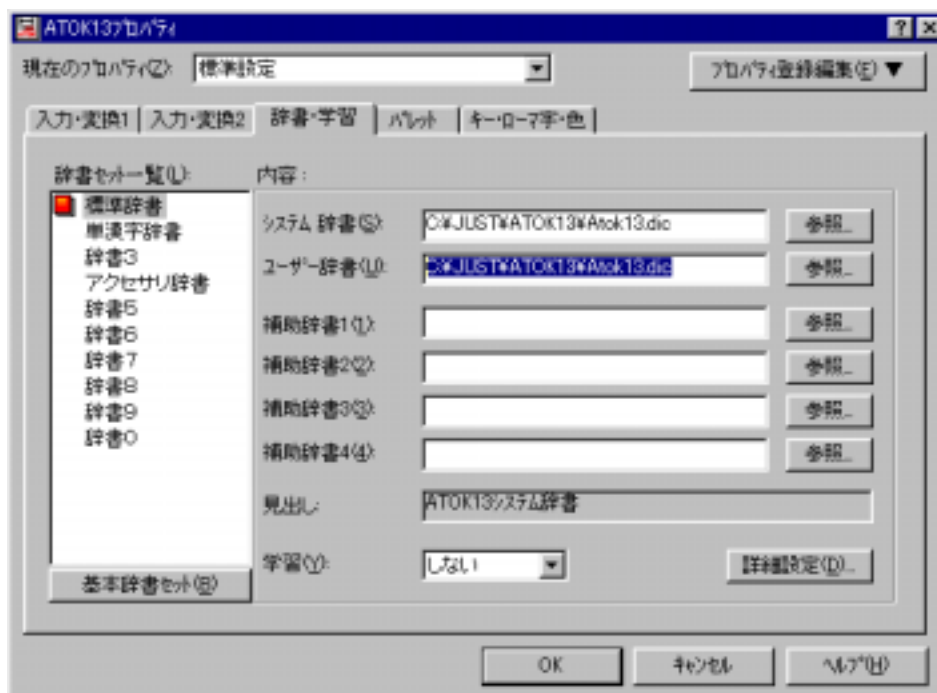 ATOK13プロパティ
現在のプロパティ(Z): 標準設定 プロパティ登録編集(E) ▼
入力・変換1 入力・変換2 辞書・学習 パレット キー・ローマ字・色
辞書セット一覧(L): 内容:
標準辞書
単漢字辞書
辞書3
アクセサリ辞書
辞書5
辞書6
辞書7
辞書8
辞書9
辞書0
基本辞書セット(B)
システム辞書(S): C:¥JUST¥ATOK13¥Atok13.dic 参照...
ユーザー辞書(U): C:¥JUST¥ATOK13¥Atok13.dic 参照...
補助辞書1(1): 参照...
補助辞書2(2): 参照...
補助辞書3(3): 参照...
補助辞書4(4): 参照...
見出し: ATOK13システム辞書
学習(Y): しない 詳細設定(D)...
OK キャンセル ヘルプ(H)